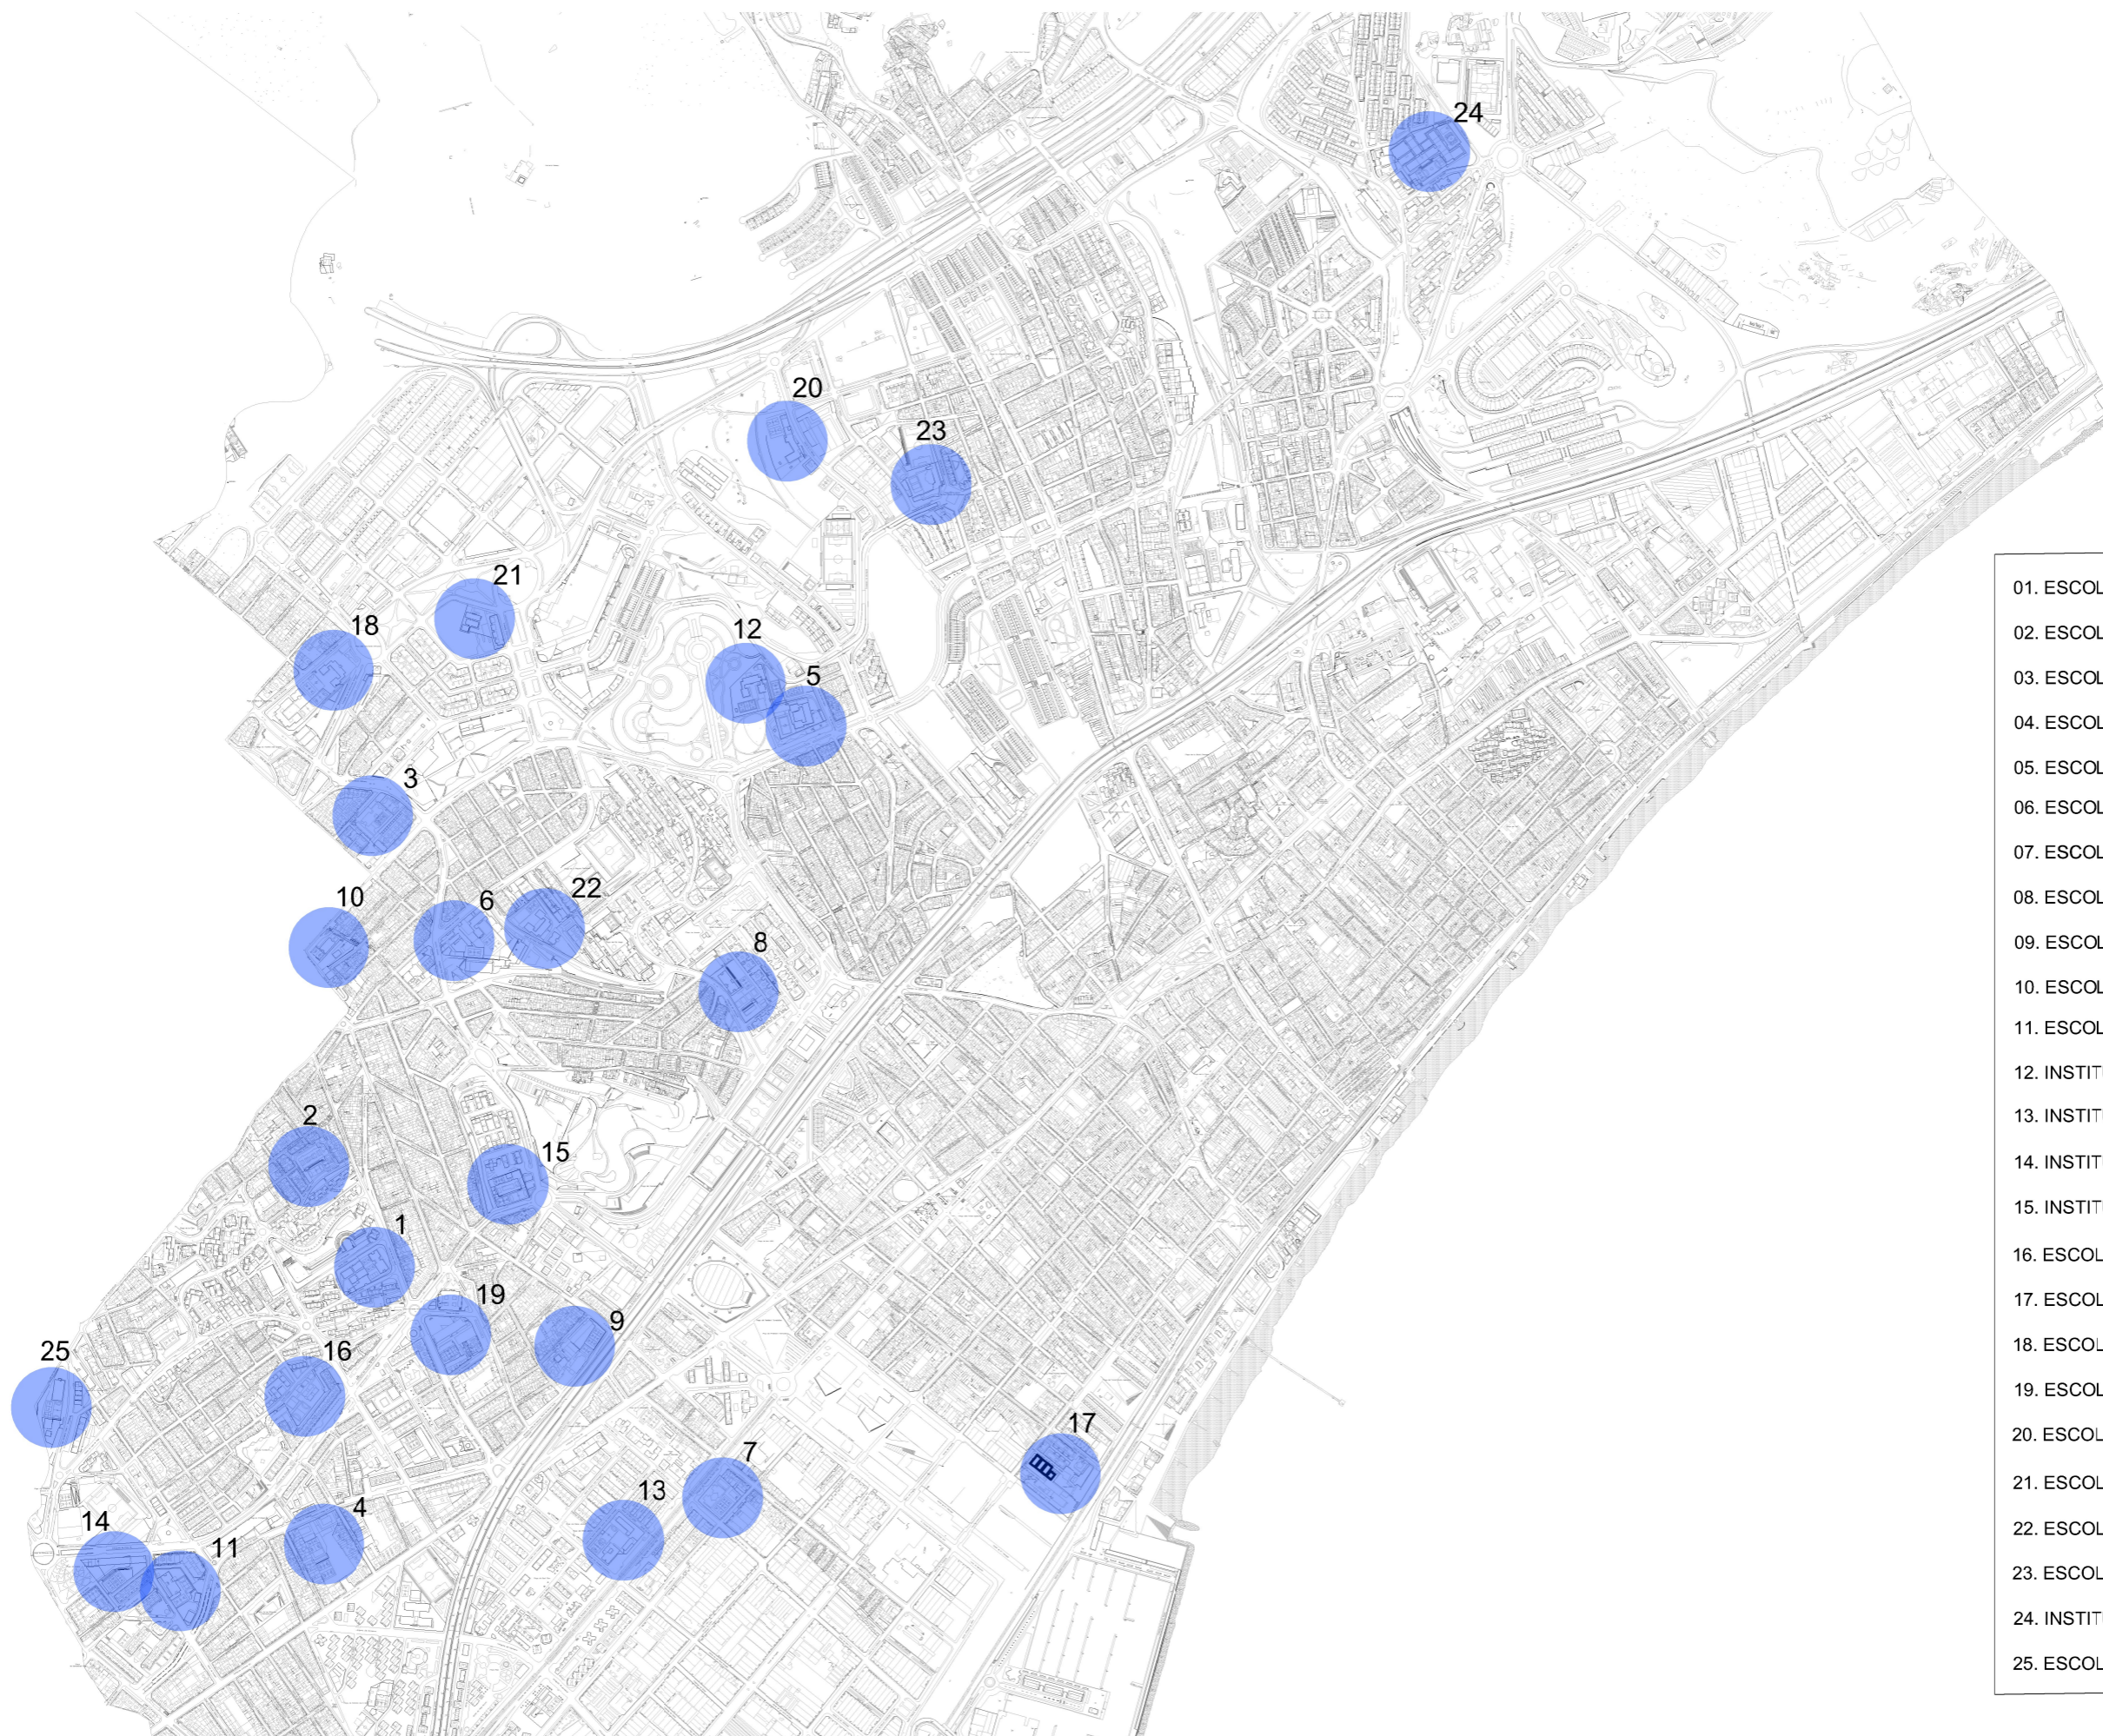 24
20
23
21
18
12
5
3
10
6
22
8
2
15
1
19
9
25
16
17
7
13
4
14
11
01. ESCOL
02. ESCOL
03. ESCOL
04. ESCOL
05. ESCOL
06. ESCOL
07. ESCOL
08. ESCOL
09. ESCOL
10. ESCOL
11. ESCOL
12. INSTIT
13. INSTIT
14. INSTIT
15. INSTIT
16. ESCOL
17. ESCOL
18. ESCOL
19. ESCOL
20. ESCOL
21. ESCOL
22. ESCOL
23. ESCOL
24. INSTIT
25. ESCOL